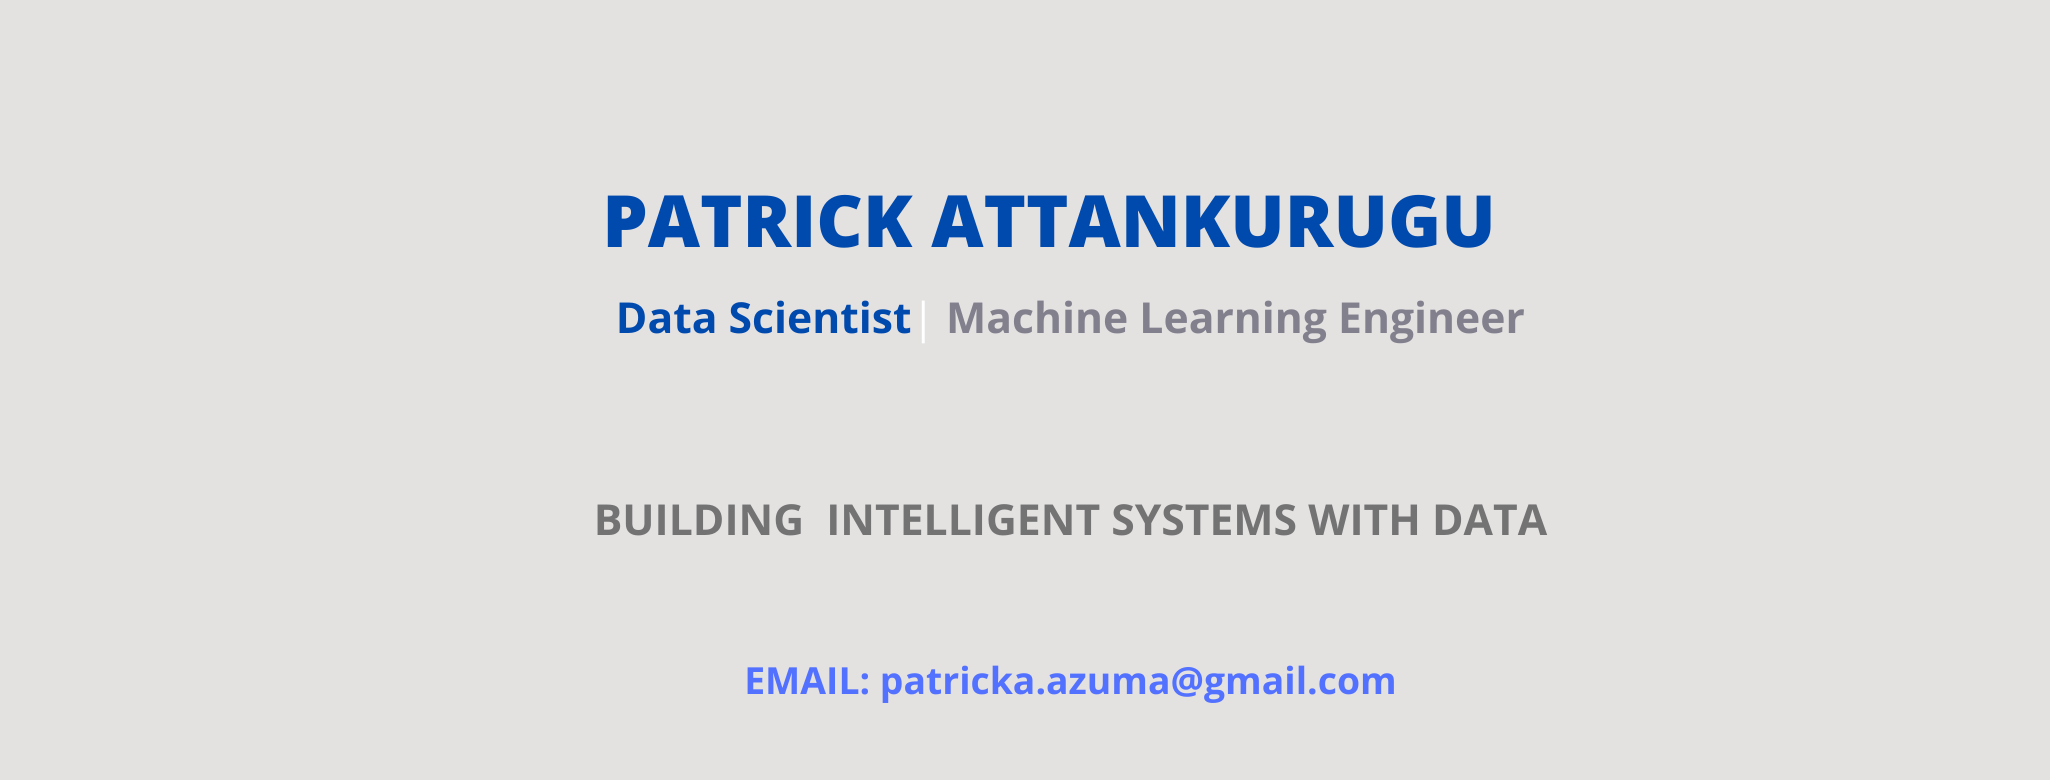 PATRICK ATTANKURUGU
Data Scientist | Machine Learning Engineer
BUILDING  INTELLIGENT SYSTEMS WITH DATA
EMAIL: patricka.azuma@gmail.com